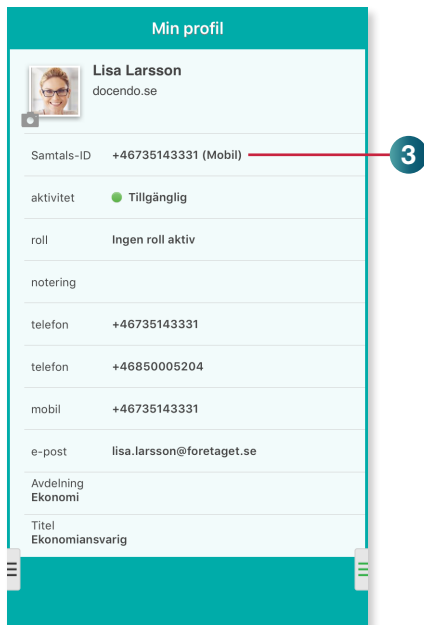 Min profil
Lisa Larsson
docendo.se
Samtals-ID +46735143331 (Mobil)
3
aktivitet Tillgänglig
roll Ingen roll aktiv
notering
telefon +46735143331
telefon +46850005204
mobil +46735143331
e-post lisa.larsson@foretaget.se
Avdelning
Ekonomi
Titel
Ekonomiansvarig